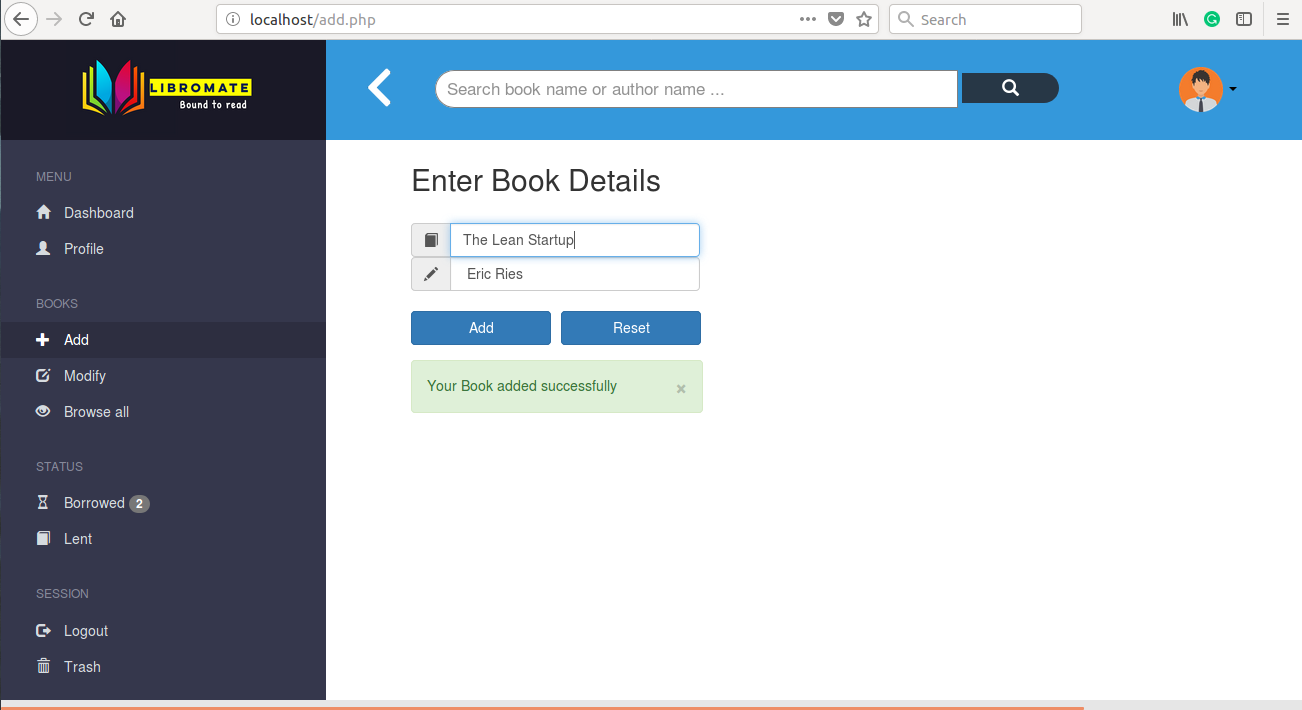 localhost/add.php
Search
LIBROMATE
Bound to read
Search book name or author name ...
MENU
Dashboard
Profile
BOOKS
Add
Modify
Browse all
STATUS
Borrowed 2
Lent
SESSION
Logout
Trash
Enter Book Details
The Lean Startup
Eric Ries
Add Reset
Your Book added successfully ×